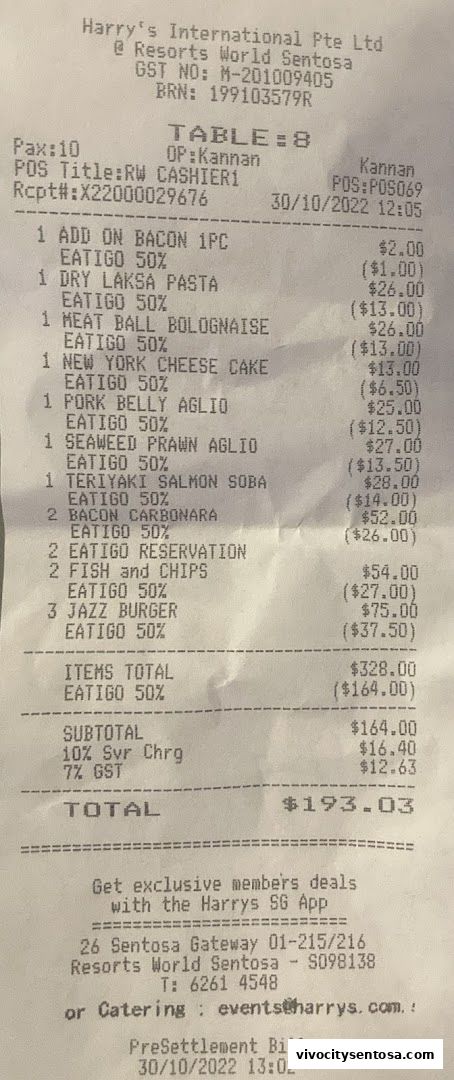 Harry's International Pte Ltd
@ Resorts World Sentosa
GST NO: M-201009405
BRN: 199103579R
TABLE:8
Pax:10 OP:Kannan Kannan
POS Title:RW CASHIER1 POS:POS069
Rcpt#:X22000029676 30/10/2022 12:05
1 ADD ON BACON 1PC $2.00
EATIGO 50% ($1.00)
1 DRY LAKSA PASTA $26.00
EATIGO 50% ($13.00)
1 MEAT BALL BOLOGNAISE $26.00
EATIGO 50% ($13.00)
1 NEW YORK CHEESE CAKE $13.00
EATIGO 50% ($6.50)
1 PORK BELLY AGLIO $25.00
EATIGO 50% ($12.50)
1 SEAWEED PRAWN AGLIO $27.00
EATIGO 50% ($13.50)
1 TERIYAKI SALMON SOBA $28.00
EATIGO 50% ($14.00)
2 BACON CARBONARA $52.00
EATIGO 50% ($26.00)
2 EATIGO RESERVATION
2 FISH and CHIPS $54.00
EATIGO 50% ($27.00)
3 JAZZ BURGER $75.00
EATIGO 50% ($37.50)
ITEMS TOTAL $328.00
EATIGO 50% ($164.00)
SUBTOTAL $164.00
10% Svr Chrg $16.40
7% GST $12.63
TOTAL $193.03
Get exclusive members deals
with the Harrys SG App
26 Sentosa Gateway 01-215/216
Resorts World Sentosa - S098138
T: 6261 4548
or Catering : events@harrys.com.
PreSettlement
30/10/2022
vivocitysentosa.com